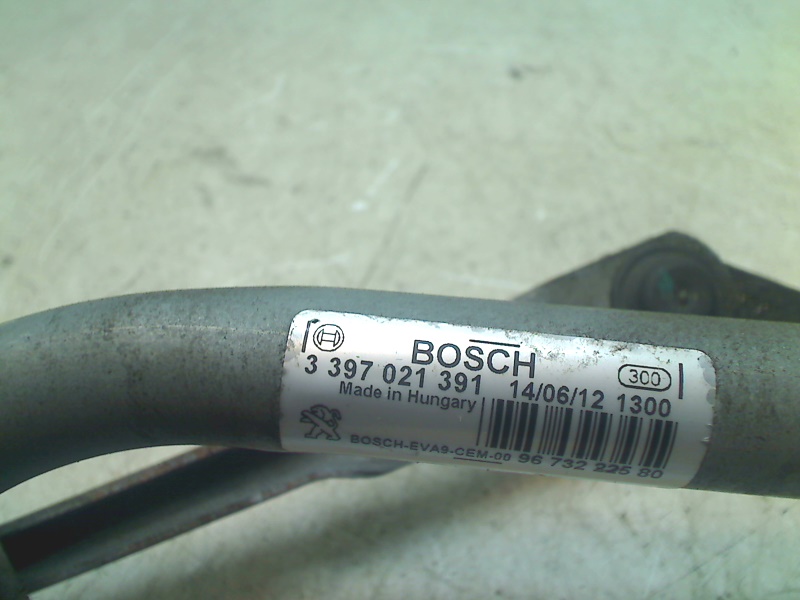 BOSCH
300
3 397 021 391 14/06/12 1300
Made in Hungary
BOSCH-EVA9-CEM-00 96 732 225 80